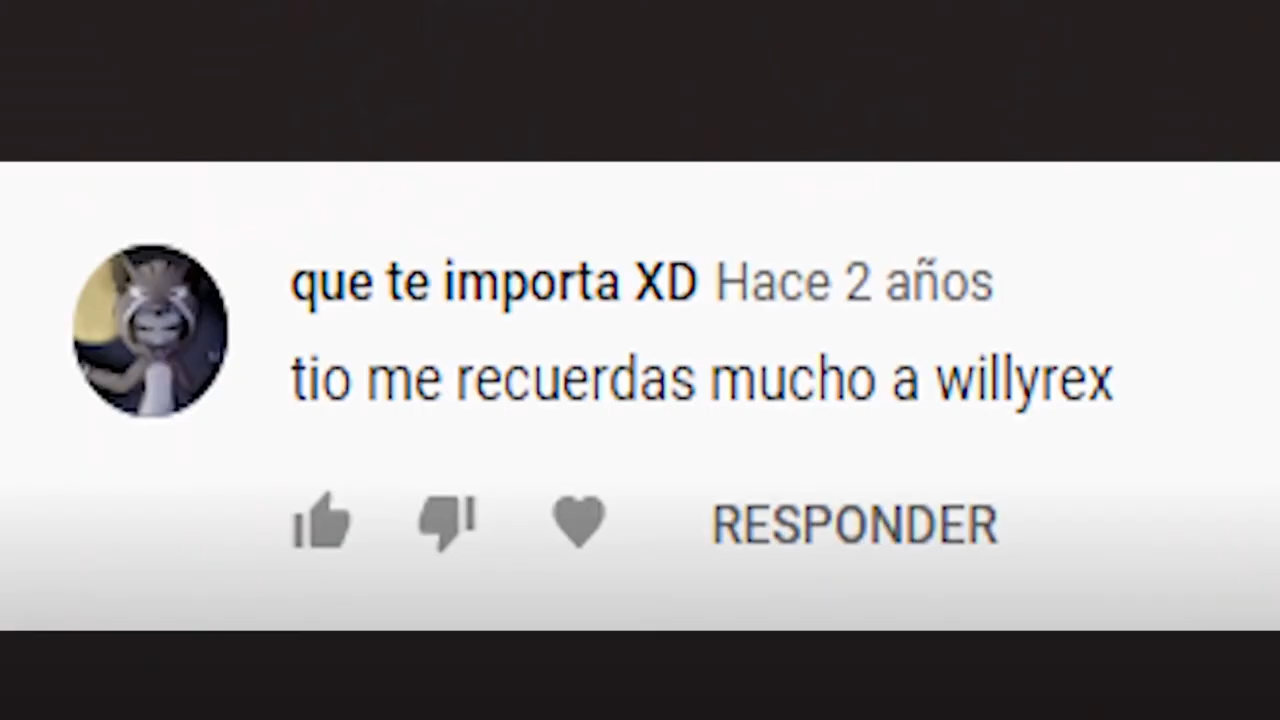 que te importa XD Hace 2 años
tio me recuerdas mucho a willyrex
RESPONDER